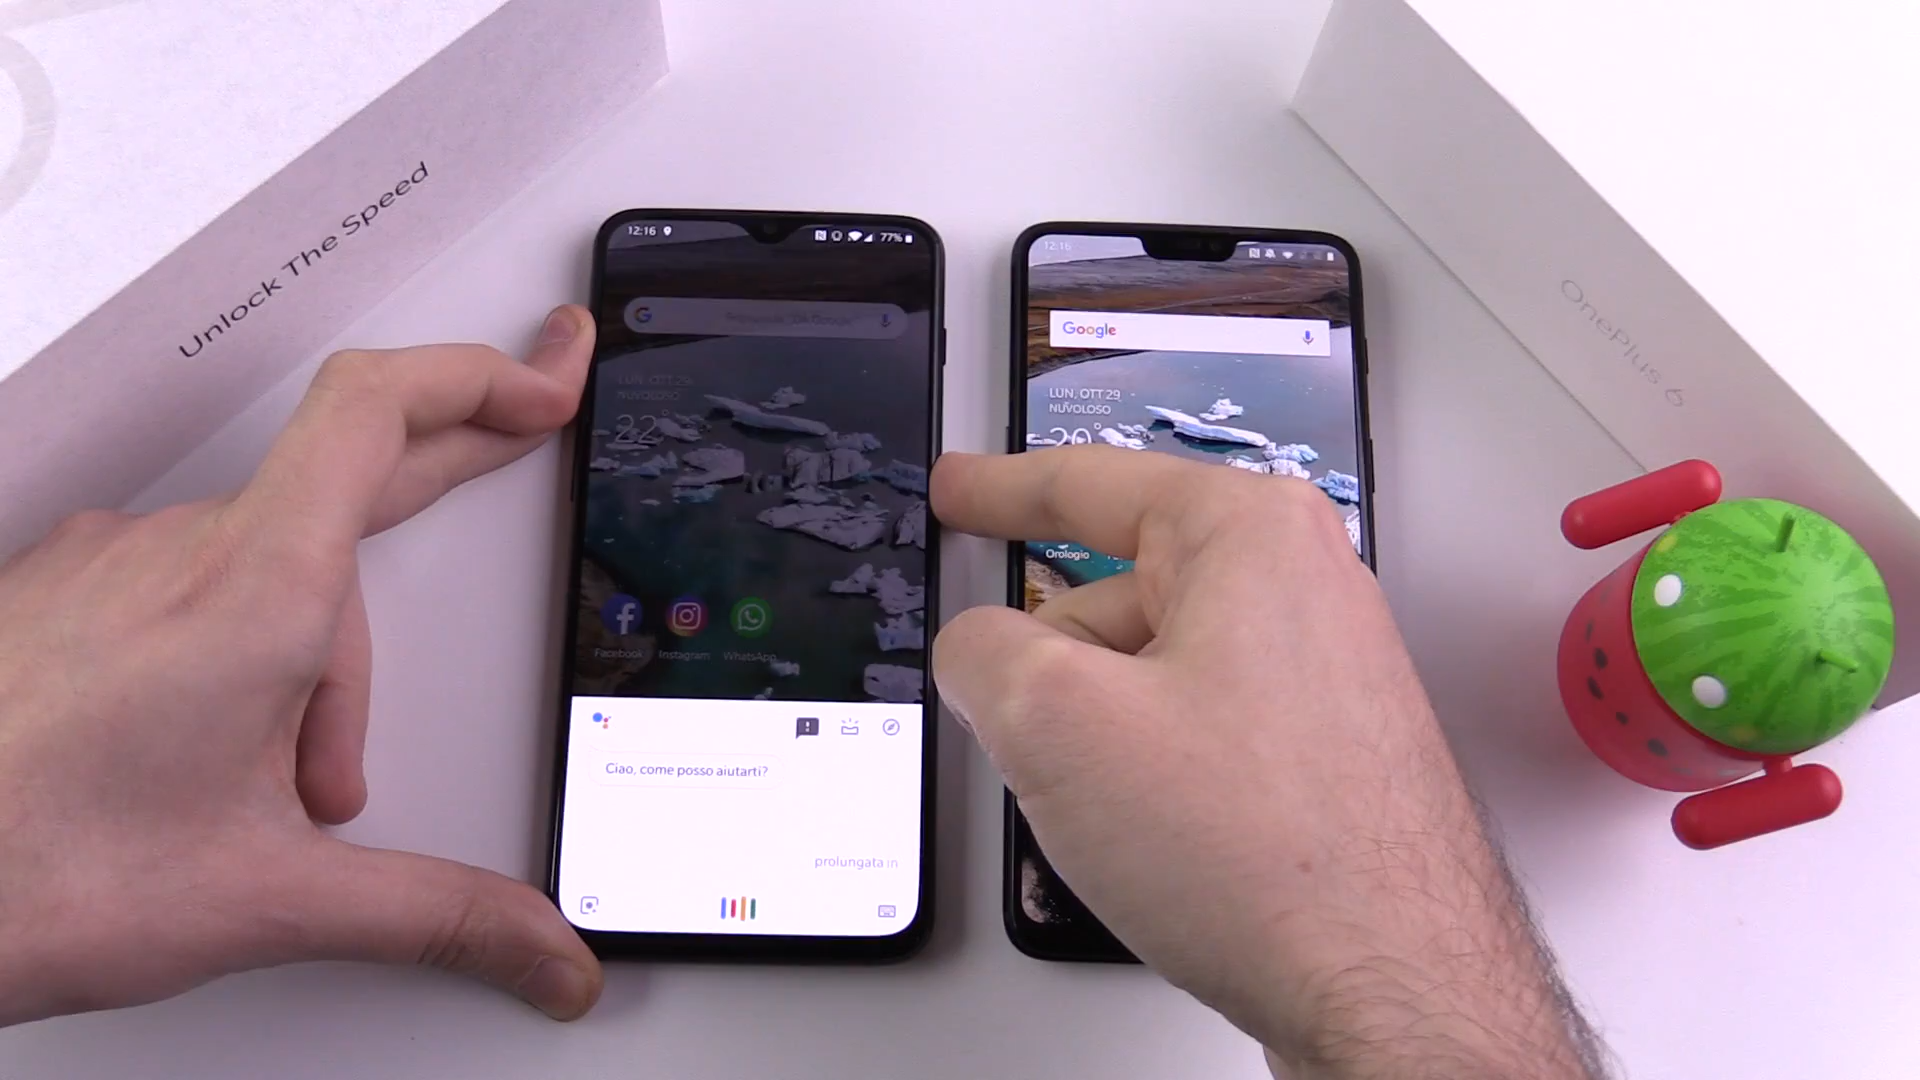 Unlock The Speed
OnePlus 6
12:16
77%
LUN, OTT 29
NUVOLOSO
22°
Facebook
Instagram
WhatsApp
Ciao, come posso aiutarti?
prolungata in
12:16
Google
LUN, OTT 29
NUVOLOSO
20°
Orologio